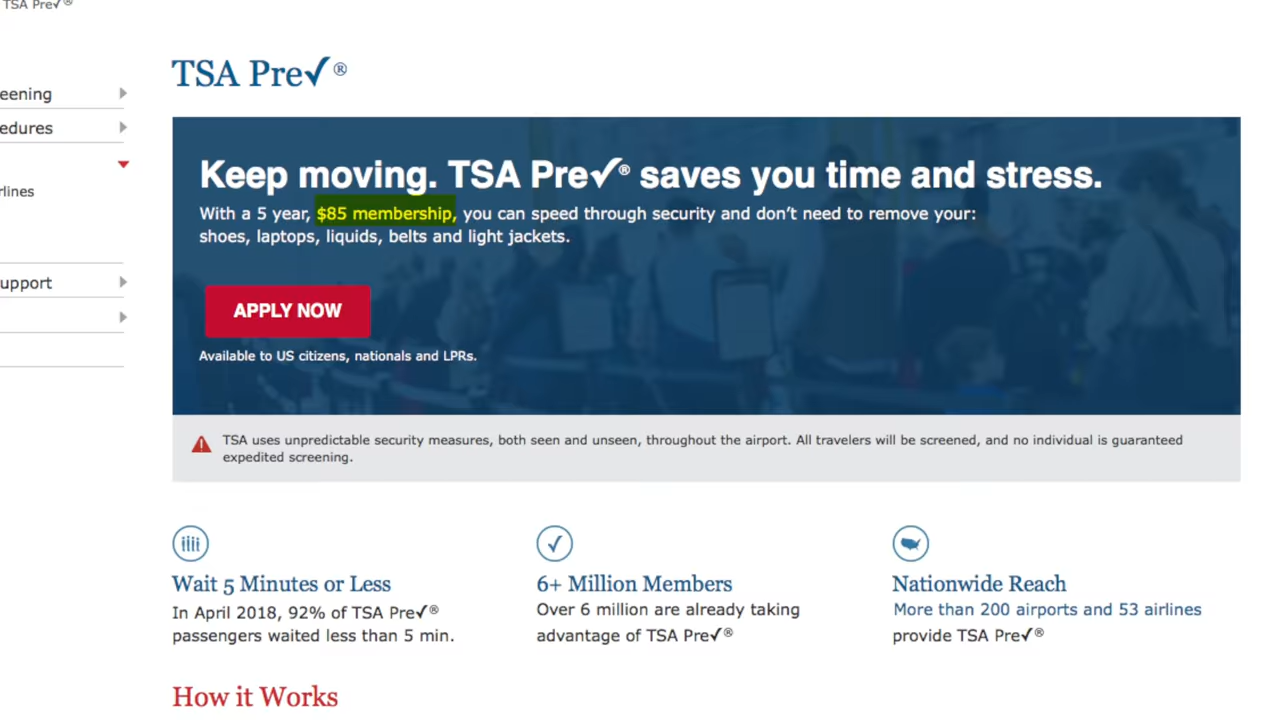 TSA Pre✓®
TSA Pre✓®
eening
edures
rlines
upport
Keep moving. TSA Pre✓® saves you time and stress.
With a 5 year, $85 membership, you can speed through security and don’t need to remove your:
shoes, laptops, liquids, belts and light jackets.
APPLY NOW
Available to US citizens, nationals and LPRs.
TSA uses unpredictable security measures, both seen and unseen, throughout the airport. All travelers will be screened, and no individual is guaranteed
expedited screening.
Wait 5 Minutes or Less
In April 2018, 92% of TSA Pre✓®
passengers waited less than 5 min.
6+ Million Members
Over 6 million are already taking
advantage of TSA Pre✓®
Nationwide Reach
More than 200 airports and 53 airlines
provide TSA Pre✓®
How it Works